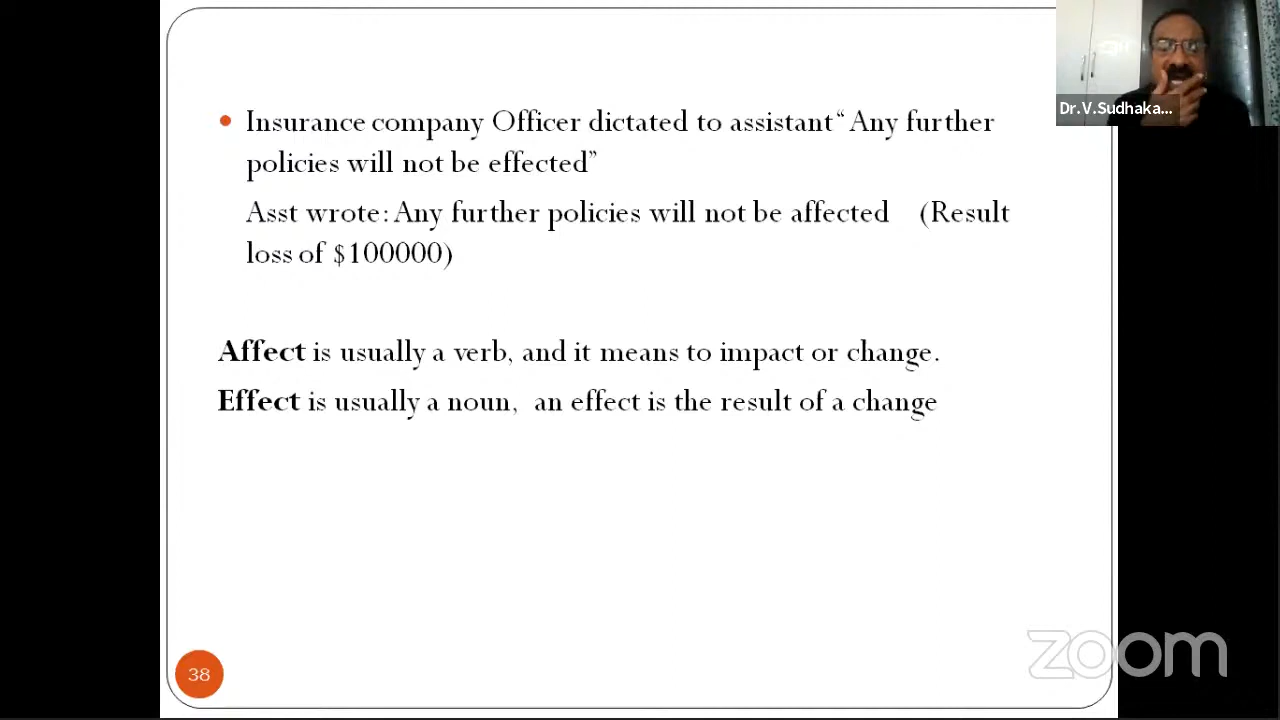 Dr.V.Sudhaka...
• Insurance company Officer dictated to assistant “ Any further
policies will not be effected”
Asst wrote: Any further policies will not be affected (Result
loss of $100000)
Affect is usually a verb, and it means to impact or change.
Effect is usually a noun, an effect is the result of a change
38
zoom